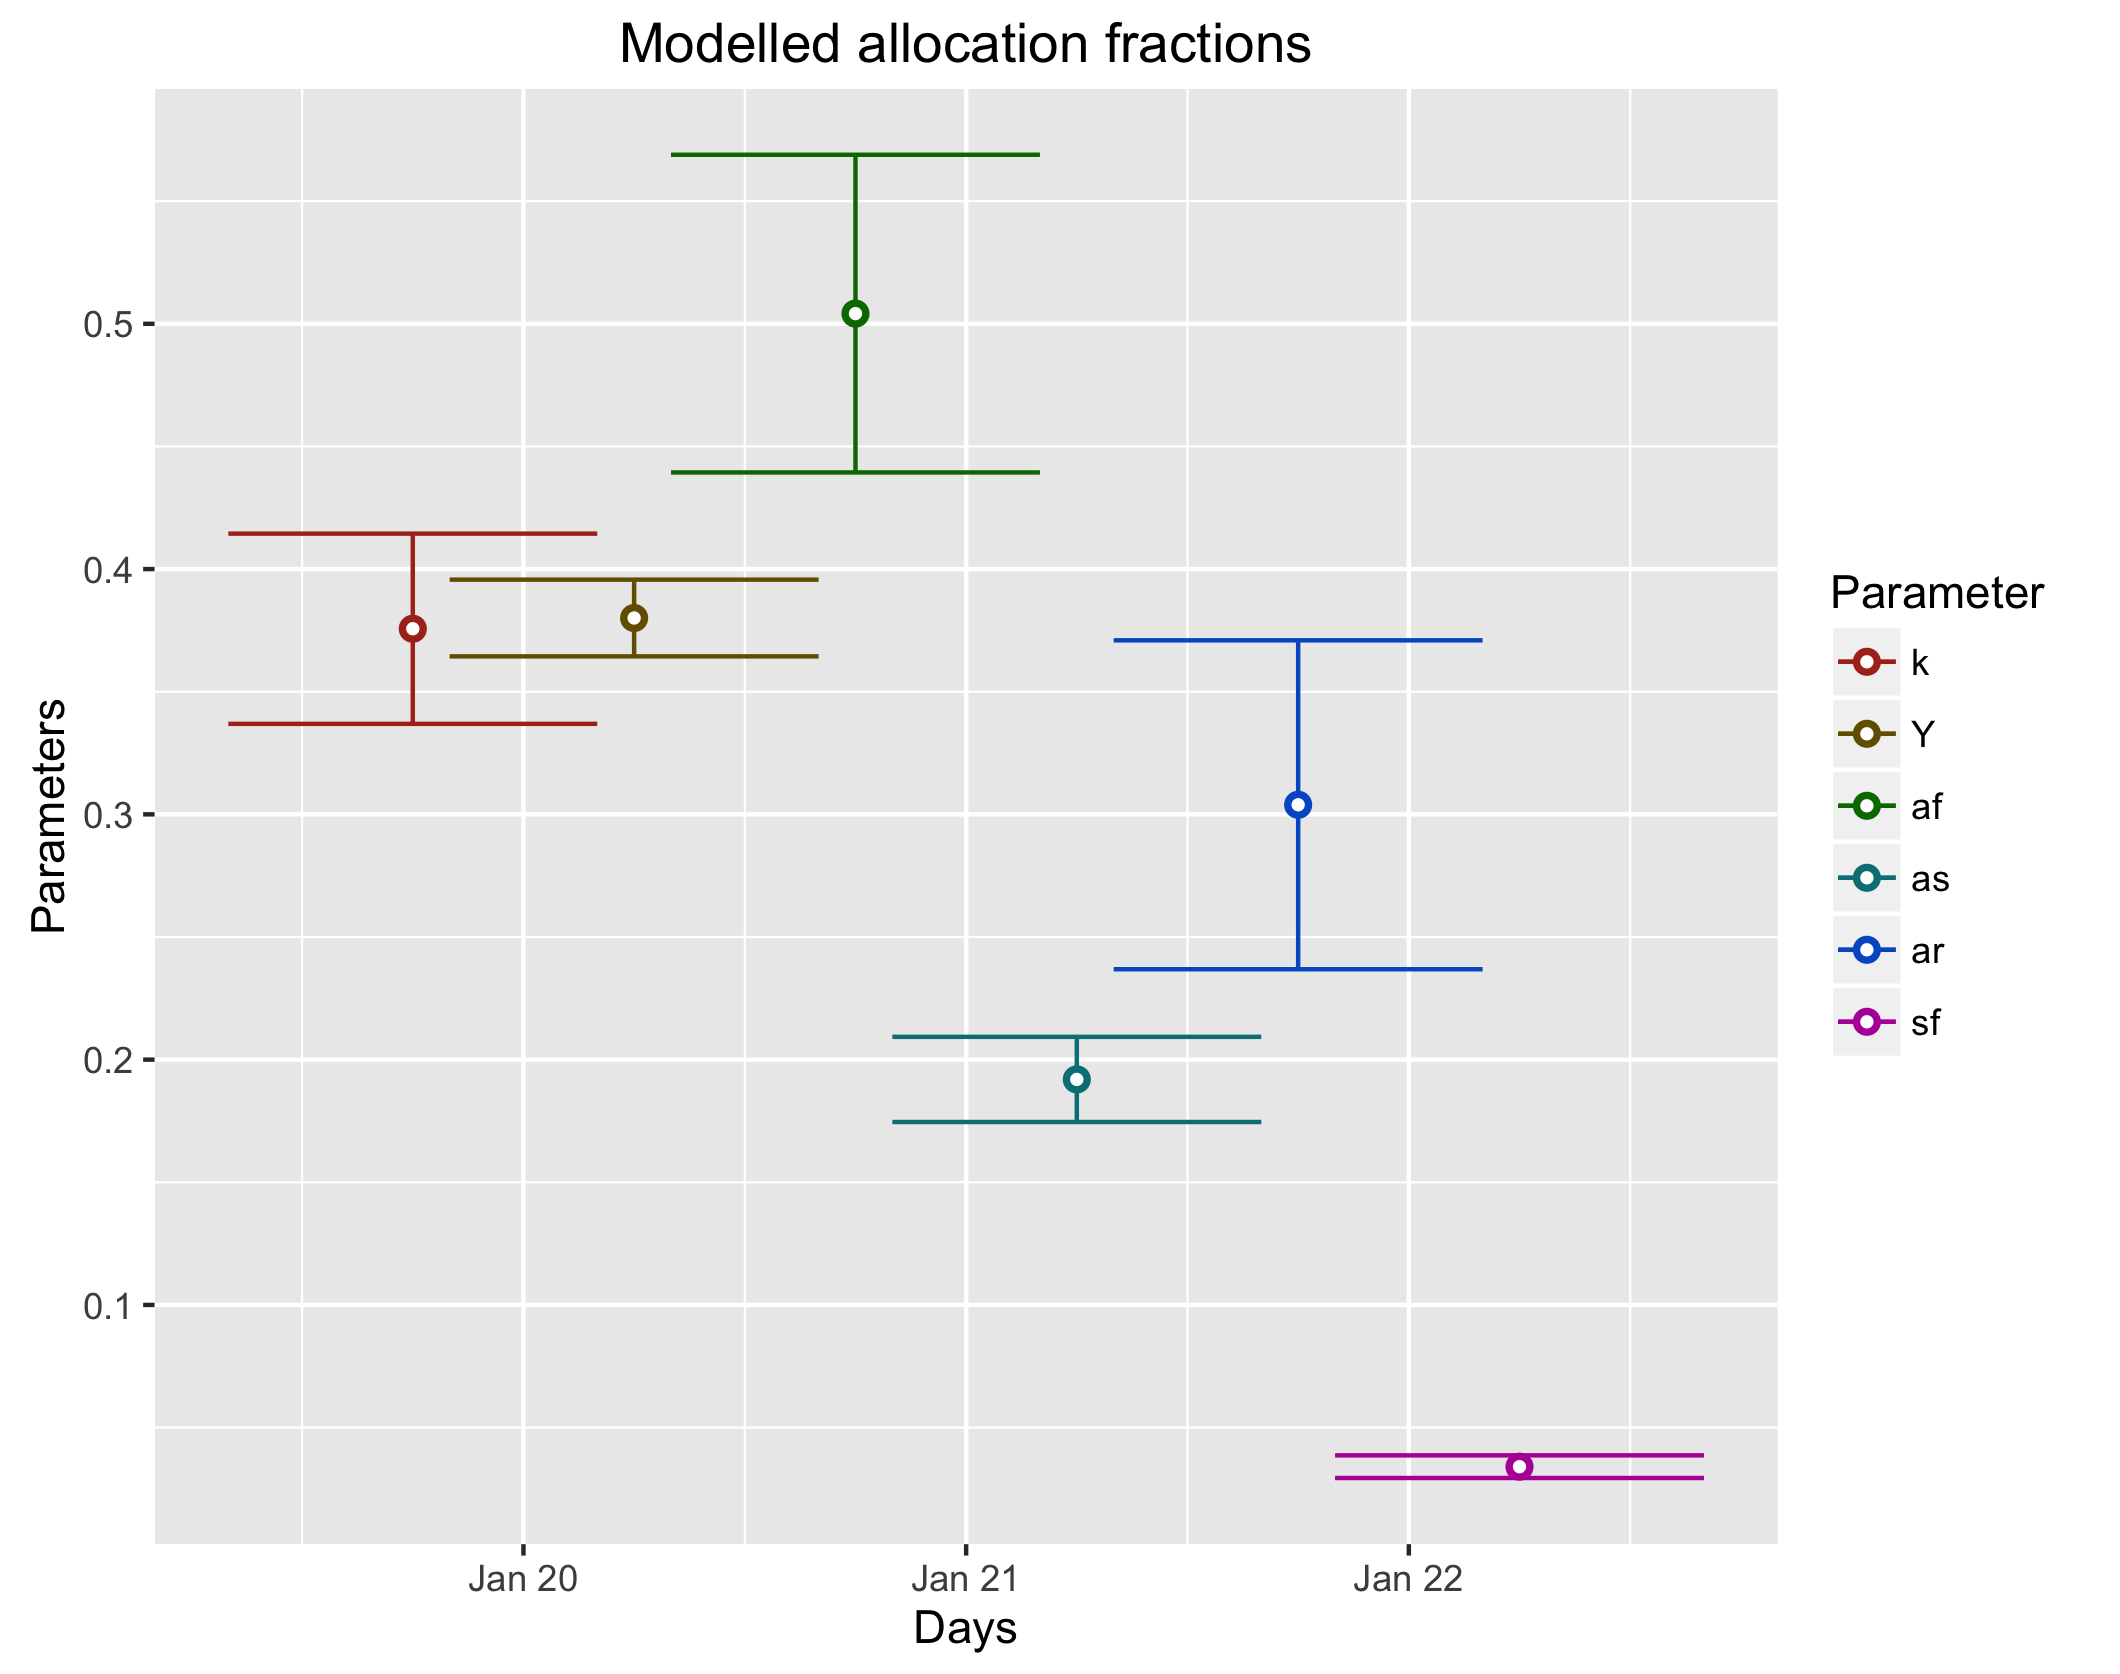 Modelled allocation fractions
0.5
0.4
0.3
0.2
0.1
Parameters
Jan 20
Jan 21
Jan 22
Days
Parameter
k
Y
af
as
ar
sf